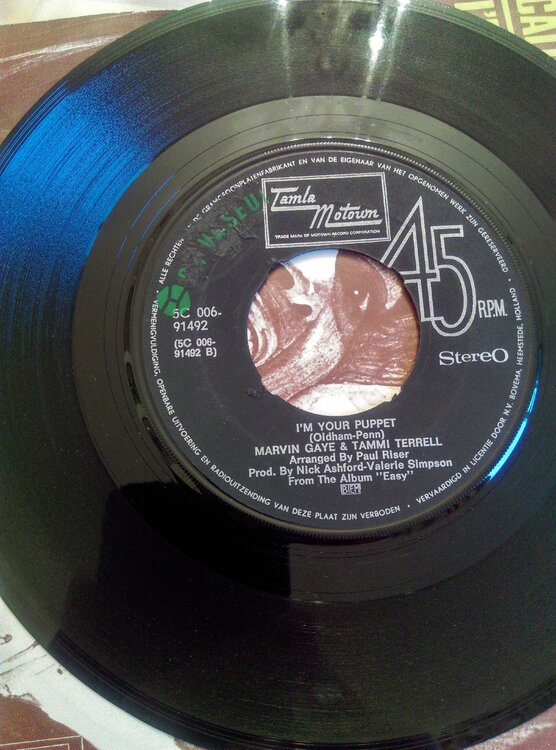 ALLE RECHTEN VAN DE GRAMOFOONPLATENFABRIKANT EN VAN DE EIGENAAR VAN HET OPGENOMEN WERK ZIJN GERESERVEERD
Tamla
Motown
TRADE MARK OF MOTOWN RECORD CORPORATION
45
R.P.M.
StereO
5C 006-
91492
(5C 006-
91492 B)
I'M YOUR PUPPET
(Oldham-Penn)
MARVIN GAYE & TAMMI TERRELL
Arranged By Paul Riser
Prod. By Nick Ashford-Valerie Simpson
From The Album "Easy"
BIEM
VERMENIGVULDIGING, OPENBARE UITVOERING EN RADIOUITZENDING VAN DEZE PLAAT ZIJN VERBODEN
VERVAARDIGD IN LICENTIE DOOR N.V. BOVEMA, HEEMSTEDE, HOLLAND